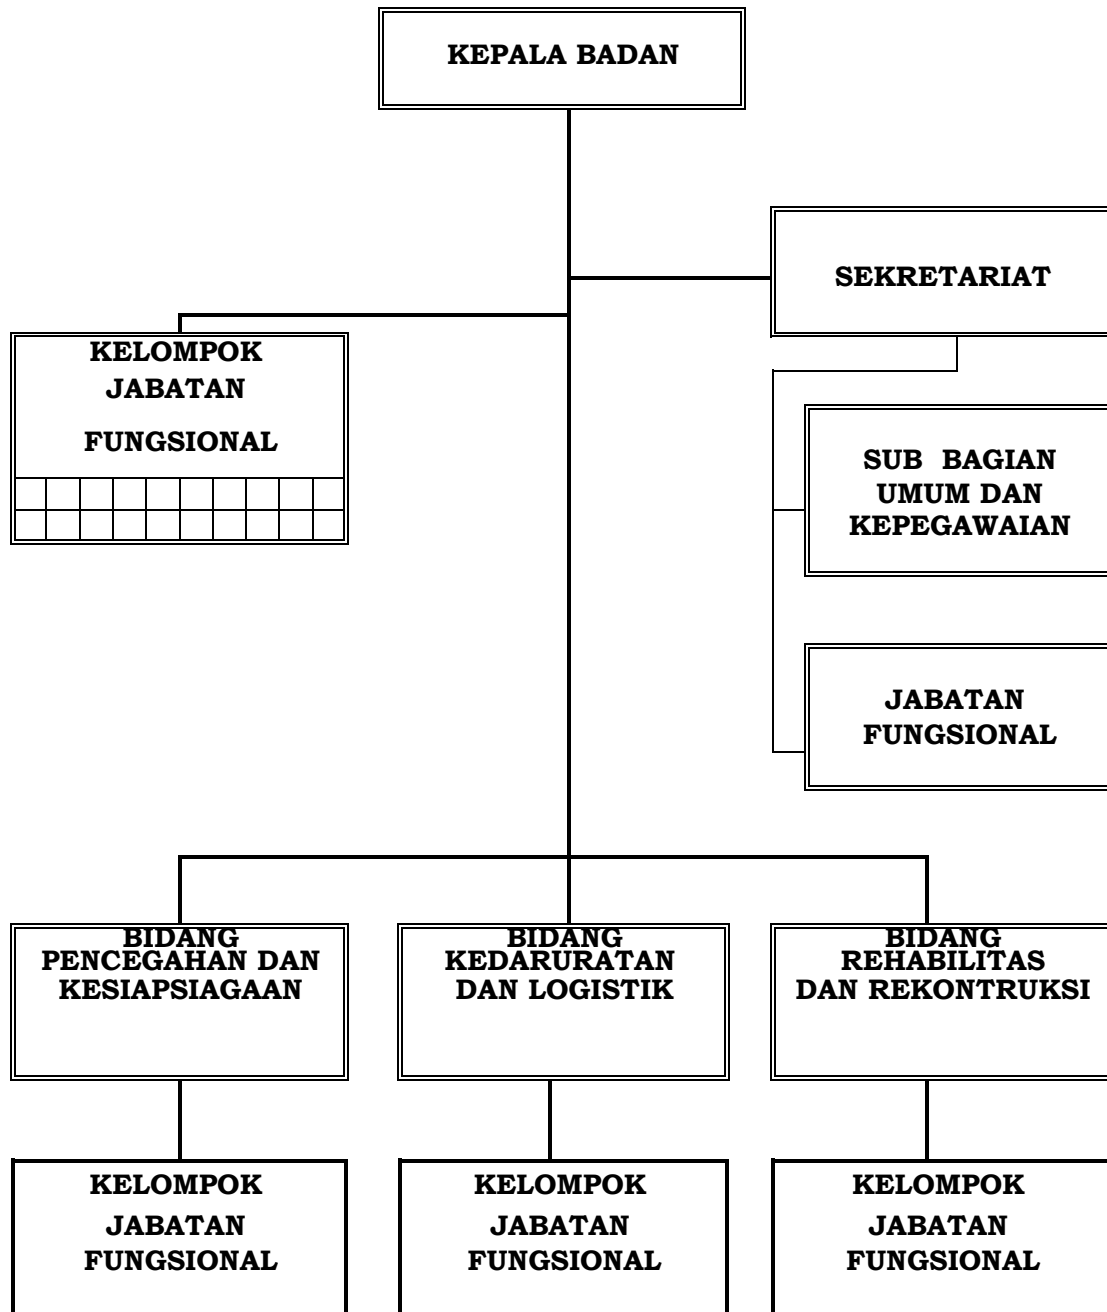 KEPALA BADAN
SEKRETARIAT
KELOMPOK
JABATAN
FUNGSIONAL
SUB BAGIAN
UMUM DAN
KEPEGAWAIAN
JABATAN
FUNGSIONAL
BIDANG
PENCEGAHAN DAN
KESIAPSIAGAAN
BIDANG
KEDARURATAN
DAN LOGISTIK
BIDANG
REHABILITAS
DAN REKONTRUKSI
KELOMPOK
JABATAN
FUNGSIONAL
KELOMPOK
JABATAN
FUNGSIONAL
KELOMPOK
JABATAN
FUNGSIONAL